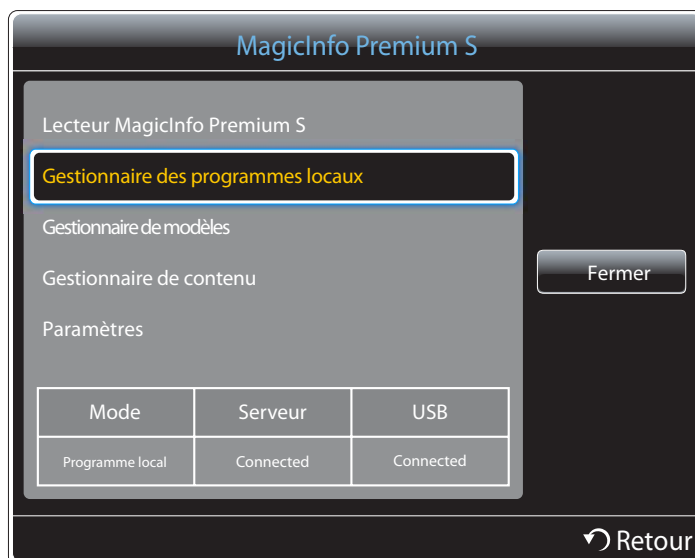 MagicInfo Premium S
Lecteur MagicInfo Premium S
Gestionnaire des programmes locaux
Gestionnaire de modèles
Gestionnaire de contenu
Paramètres
Fermer
Mode Serveur USB
Programme local Connected Connected
Retour